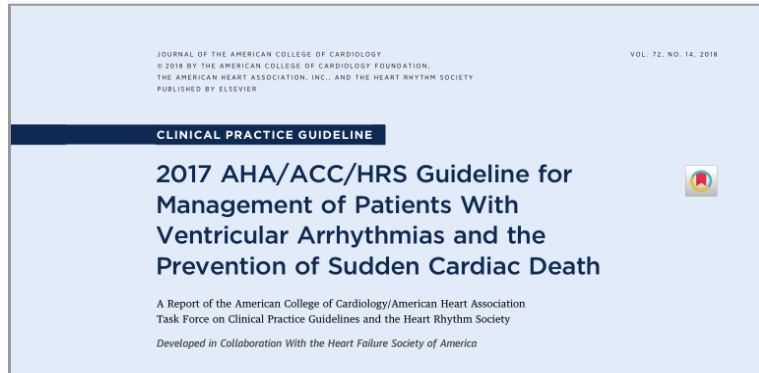 JOURNAL OF THE AMERICAN COLLEGE OF CARDIOLOGY
VOL. 72, NO. 14, 2018
© 2018 BY THE AMERICAN COLLEGE OF CARDIOLOGY FOUNDATION,
THE AMERICAN HEART ASSOCIATION, INC., AND THE HEART RHYTHM SOCIETY
PUBLISHED BY ELSEVIER
CLINICAL PRACTICE GUIDELINE
2017 AHA/ACC/HRS Guideline for
Management of Patients With
Ventricular Arrhythmias and the
Prevention of Sudden Cardiac Death
A Report of the American College of Cardiology/American Heart Association
Task Force on Clinical Practice Guidelines and the Heart Rhythm Society
Developed in Collaboration With the Heart Failure Society of America